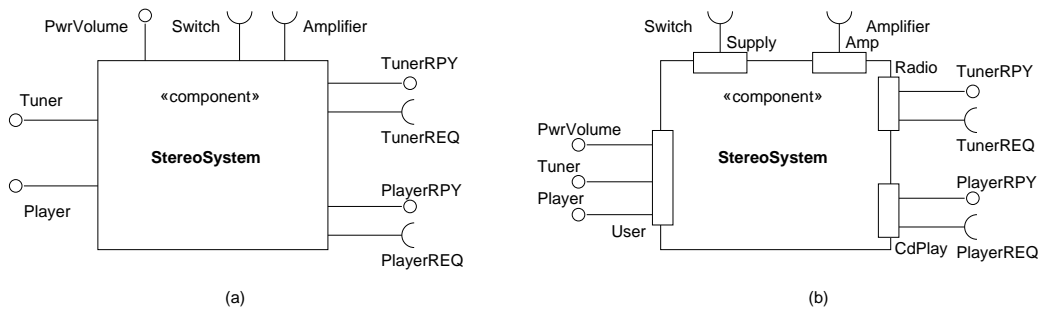 PwrVolume
Switch
Amplifier
Tuner
«component»
StereoSystem
TunerRPY
TunerREQ
Player
PlayerRPY
PlayerREQ
(a)
Switch
Amplifier
Supply
Amp
Radio
«component»
StereoSystem
TunerRPY
TunerREQ
PwrVolume
Tuner
Player
User
PlayerRPY
CdPlay
PlayerREQ
(b)